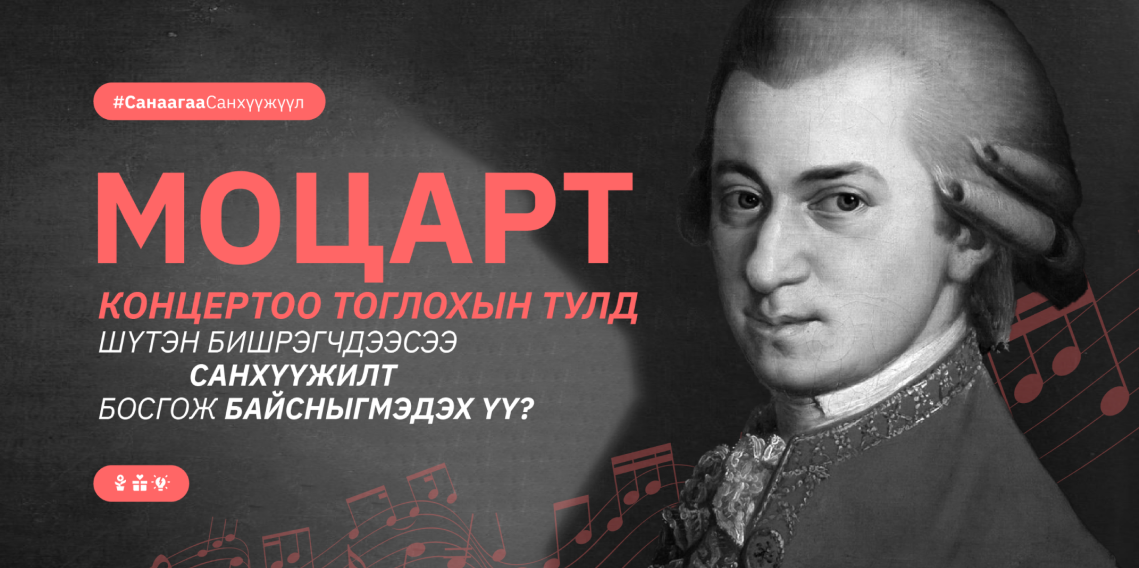 #СанаагааСанхүүжүүл
МОЦАРТ
КОНЦЕРТОО ТОГЛОХЫН ТУЛД
ШҮТЭН БИШРЭГЧДЭЭСЭЭ
САНХҮҮЖИЛТ
БОСГОЖ БАЙСНЫГМЭДЭХ ҮҮ?